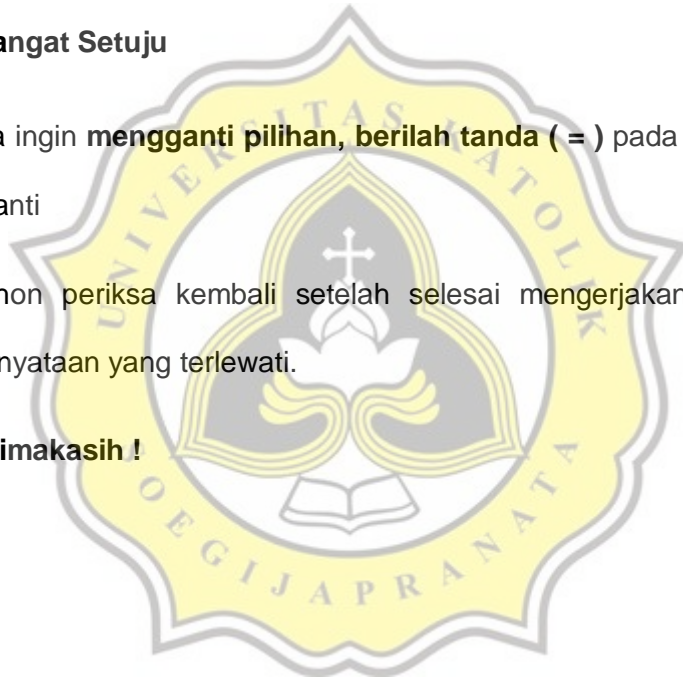 angat Setuju
a ingin mengganti pilihan, berilah tanda ( = ) pada
anti
non periksa kembali setelah selesai mengerjakan
nyataan yang terlewati.
imakasih !
UNIVERSITAS KATOLIK
SOEGIJAPRANATA